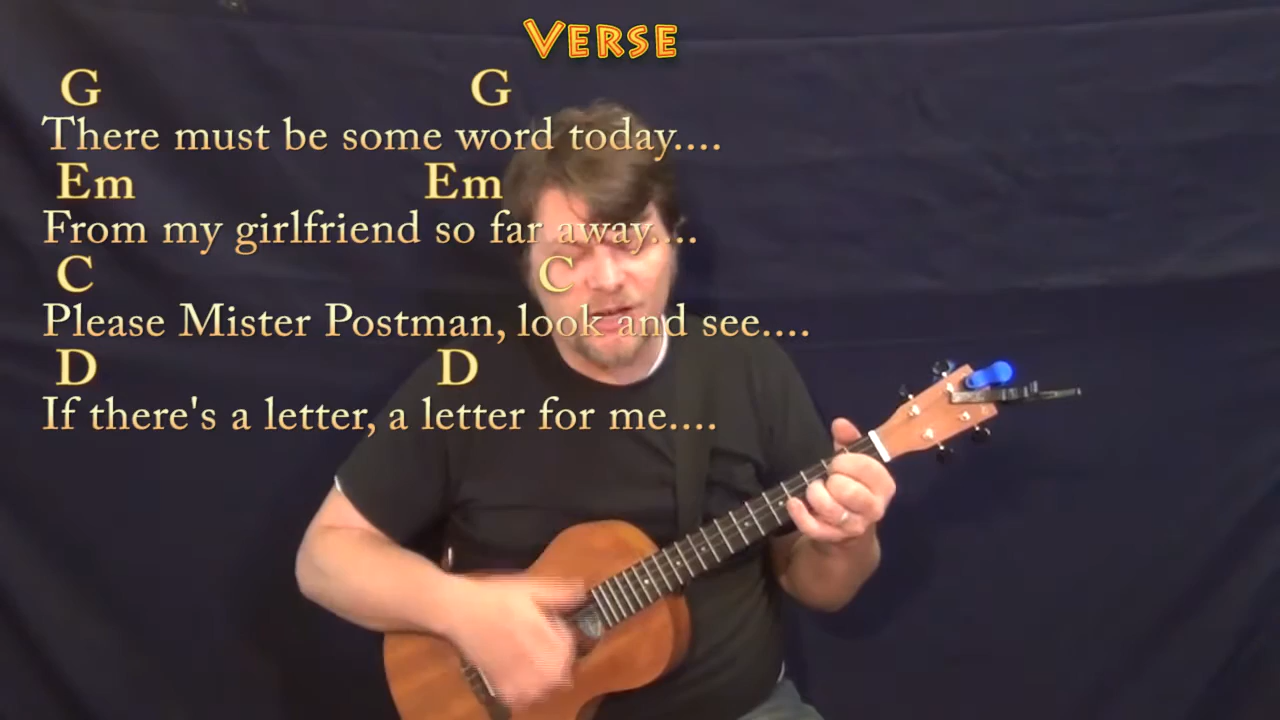 VERSE
G G
There must be some word today....
Em Em
From my girlfriend so far away....
C C
Please Mister Postman, look and see....
D D
If there's a letter, a letter for me....